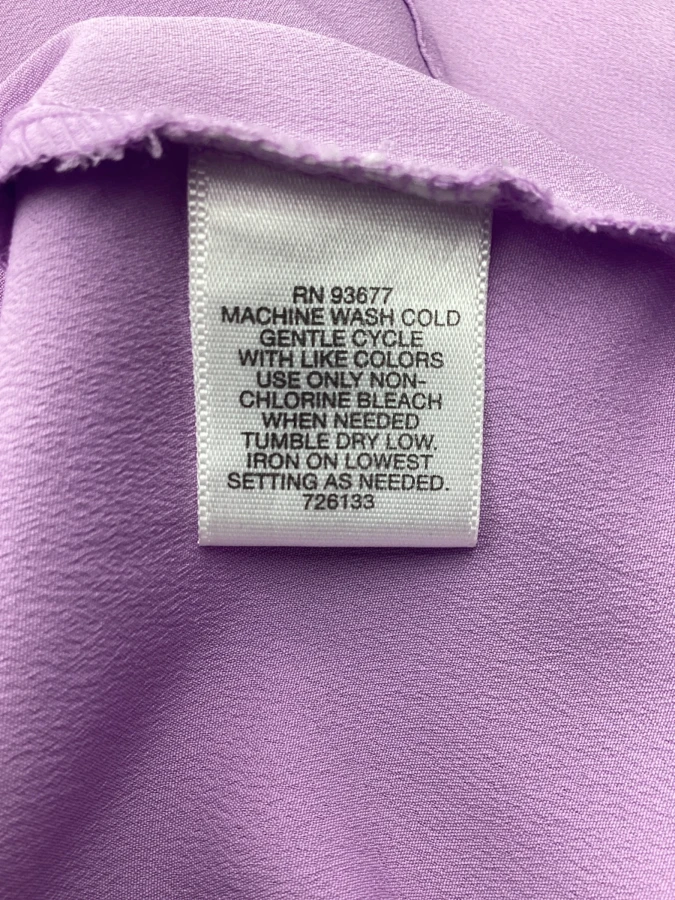 RN 93677
MACHINE WASH COLD
GENTLE CYCLE
WITH LIKE COLORS
USE ONLY NON-
CHLORINE BLEACH
WHEN NEEDED
TUMBLE DRY LOW.
IRON ON LOWEST
SETTING AS NEEDED.
726133